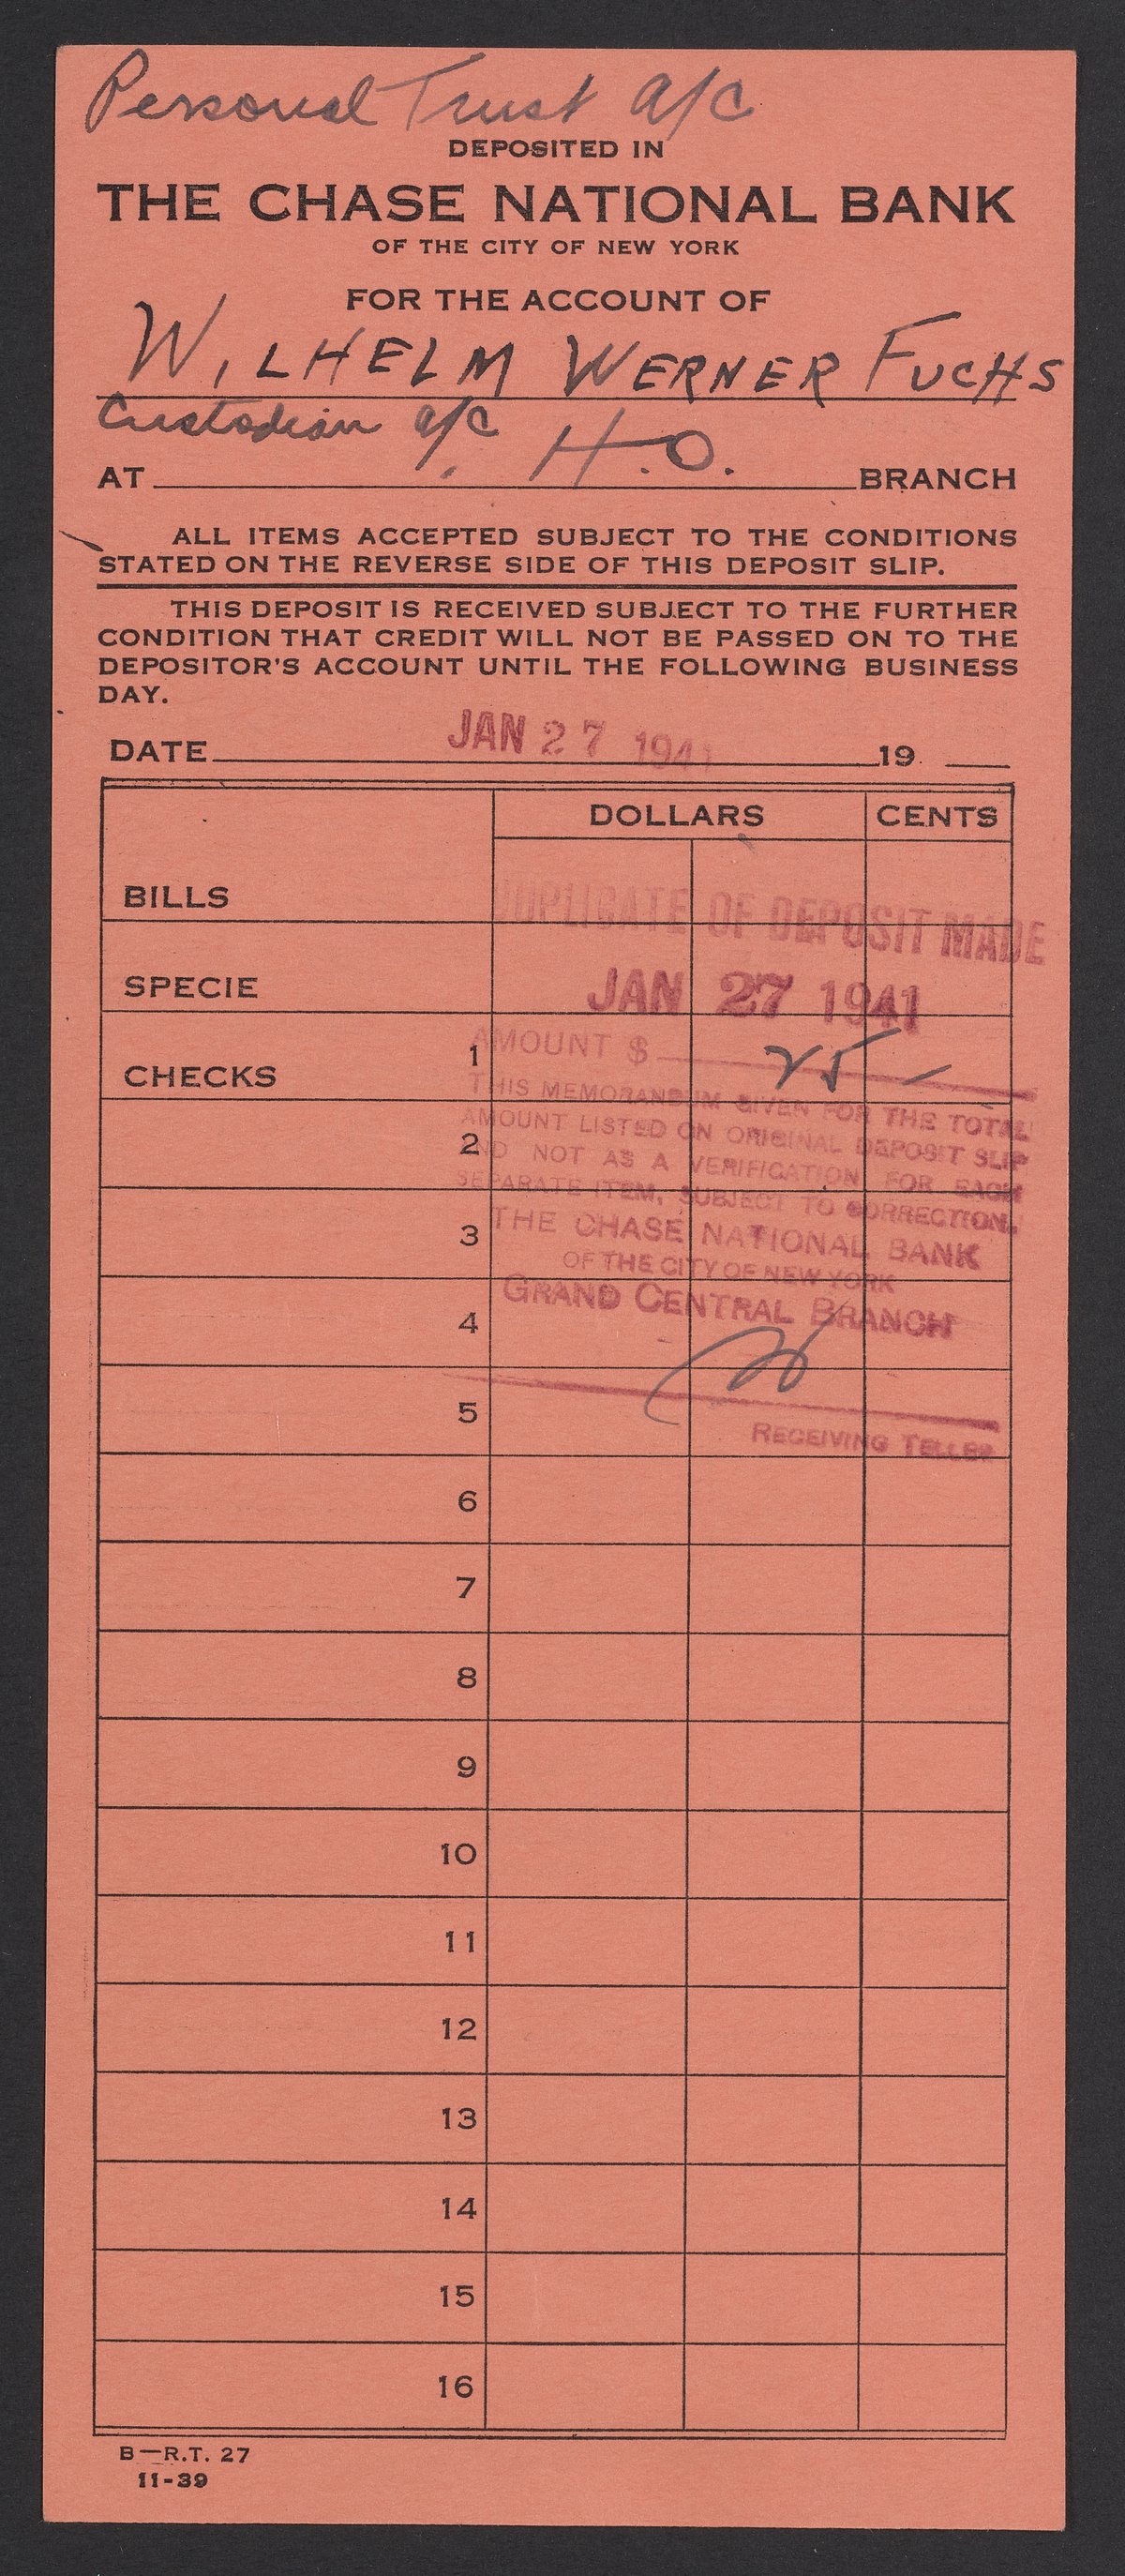 Personal Trust a/c
DEPOSITED IN
THE CHASE NATIONAL BANK
OF THE CITY OF NEW YORK
FOR THE ACCOUNT OF
WILHELM WERNER FUCHS
Custodian a/c H.O.
AT BRANCH
ALL ITEMS ACCEPTED SUBJECT TO THE CONDITIONS
STATED ON THE REVERSE SIDE OF THIS DEPOSIT SLIP.
THIS DEPOSIT IS RECEIVED SUBJECT TO THE FURTHER
CONDITION THAT CREDIT WILL NOT BE PASSED ON TO THE
DEPOSITOR'S ACCOUNT UNTIL THE FOLLOWING BUSINESS
DAY.
JAN 27 1941
DATE 19
DOLLARS CENTS
BILLS
DUPLICATE OF DEPOSIT MADE
SPECIE
JAN 27 1941
CHECKS 1
AMOUNT $ 25 —
THIS MEMORANDUM GIVEN FOR THE TOTAL
AMOUNT LISTED ON ORIGINAL DEPOSIT SLIP
2
AND NOT AS A VERIFICATION FOR EACH
SEPARATE ITEM, SUBJECT TO CORRECTION.
3
THE CHASE NATIONAL BANK
OF THE CITY OF NEW YORK
GRAND CENTRAL BRANCH
4
5
RECEIVING TELLER
6
7
8
9
10
11
12
13
14
15
16
B—R.T. 27
11-39